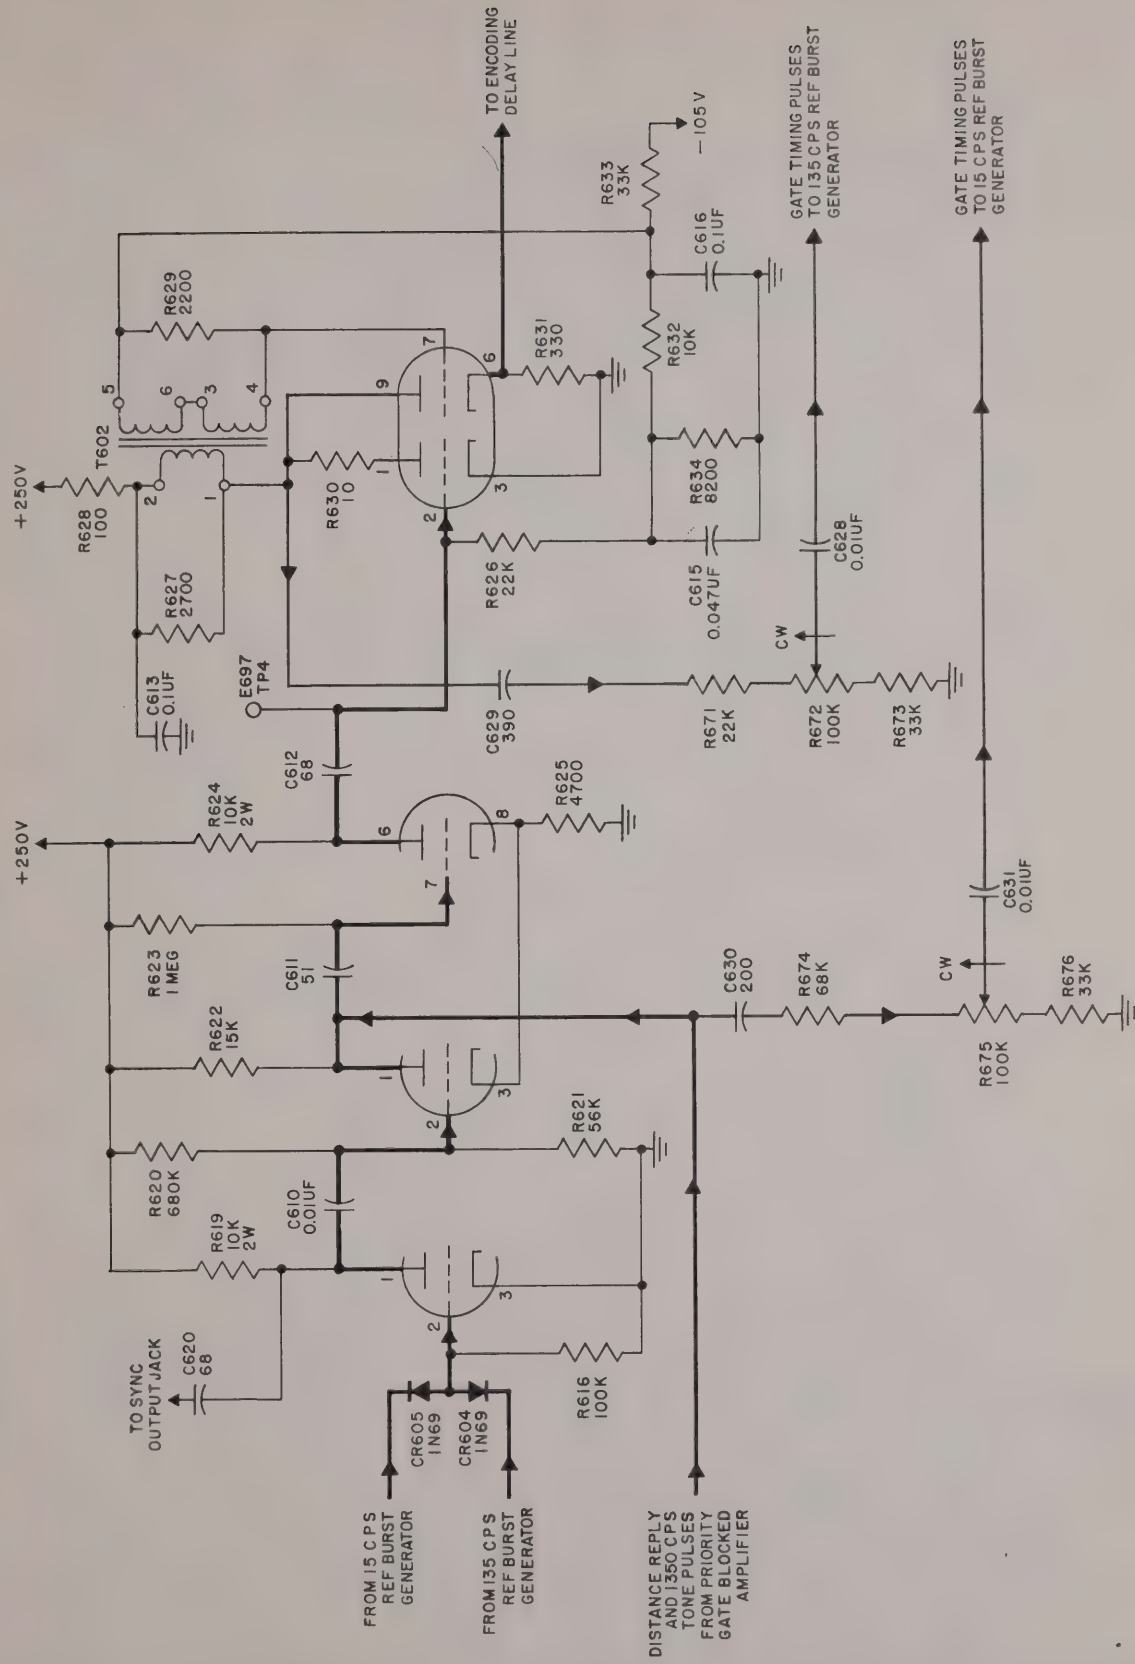 +250V
+250V
R628
100
T602
5
6
3
4
2
1
R629
2200
TO ENCODING
DELAY LINE
C613
0.1UF
R627
2700
E697
TP4
R630
10
1
9
2
7
3
6
R631
330
R633
33K
-105V
R632
10K
C616
0.1UF
R626
22K
R634
8200
C615
0.047UF
TO SYNC
OUTPUT JACK
C620
68
R619
10K
2W
R620
680K
R622
15K
R623
1 MEG
R624
10K
2W
C610
0.01UF
C611
51
C612
68
1
2
3
1
2
3
6
7
8
R625
4700
C629
390
R671
22K
R672
100K
CW
R673
33K
C628
0.01UF
GATE TIMING PULSES
TO 135 CPS REF BURST
GENERATOR
FROM 15 CPS
REF BURST
GENERATOR
CR605
1N69
CR604
1N69
FROM 135 CPS
REF BURST
GENERATOR
R616
100K
R621
56K
DISTANCE REPLY
AND 1350 CPS
TONE PULSES
FROM PRIORITY
GATE BLOCKED
AMPLIFIER
C630
200
R674
68K
R675
100K
CW
R676
33K
C631
0.01UF
GATE TIMING PULSES
TO 15 CPS REF BURST
GENERATOR